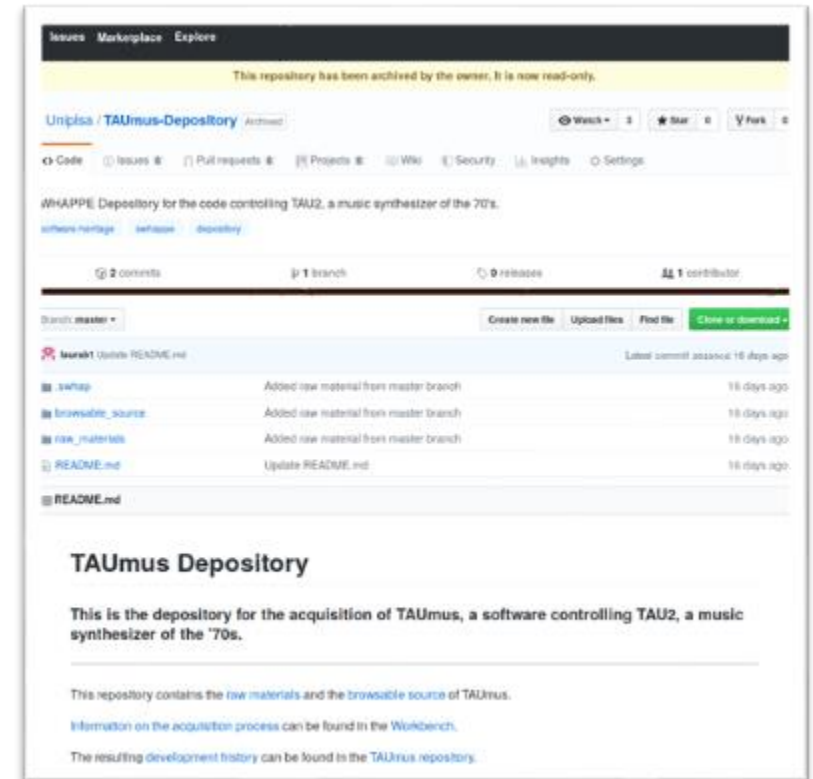 Issues Marketplace Explore
This repository has been archived by the owner. It is now read-only.
Unipisa / TAUmus-Depository Archived
Watch 3 Star 0 Fork 0
Code Issues 0 Pull requests 0 Projects 0 Wiki Security Insights Settings
WHAPPE Depository for the code controlling TAU2, a music synthesizer of the 70's.
software heritage swhappe depository
2 commits 1 branch 0 releases 1 contributor
Branch: master Create new file Upload files Find file Clone or download
Update README.md Latest commit 16 days ago
Added raw material from master branch 16 days ago
browsable_source Added raw material from master branch 16 days ago
raw_materials Added raw material from master branch 16 days ago
README.md Update README.md 16 days ago
README.md
TAUmus Depository
This is the depository for the acquisition of TAUmus, a software controlling TAU2, a music
synthesizer of the '70s.
This repository contains the raw materials and the browsable source of TAUmus.
Information on the acquisition process can be found in the Workbench.
The resulting development history can be found in the TAUmus repository.